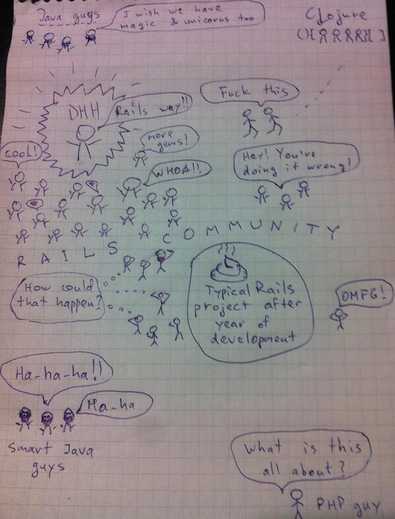 Java guys
I wish we have
magic & unicorns too
Clojure
DHH
Rails way!!
Fuck this
more
gems!
COOL!
WHOA!!
Hey! You're
doing it wrong!
RAILS COMMUNITY
How could
that happen?
Typical Rails
project after
year of
development
OMFG!
Ha-ha-ha!!
Ha-ha
Smart Java
guys
What is this
all about?
PHP guy